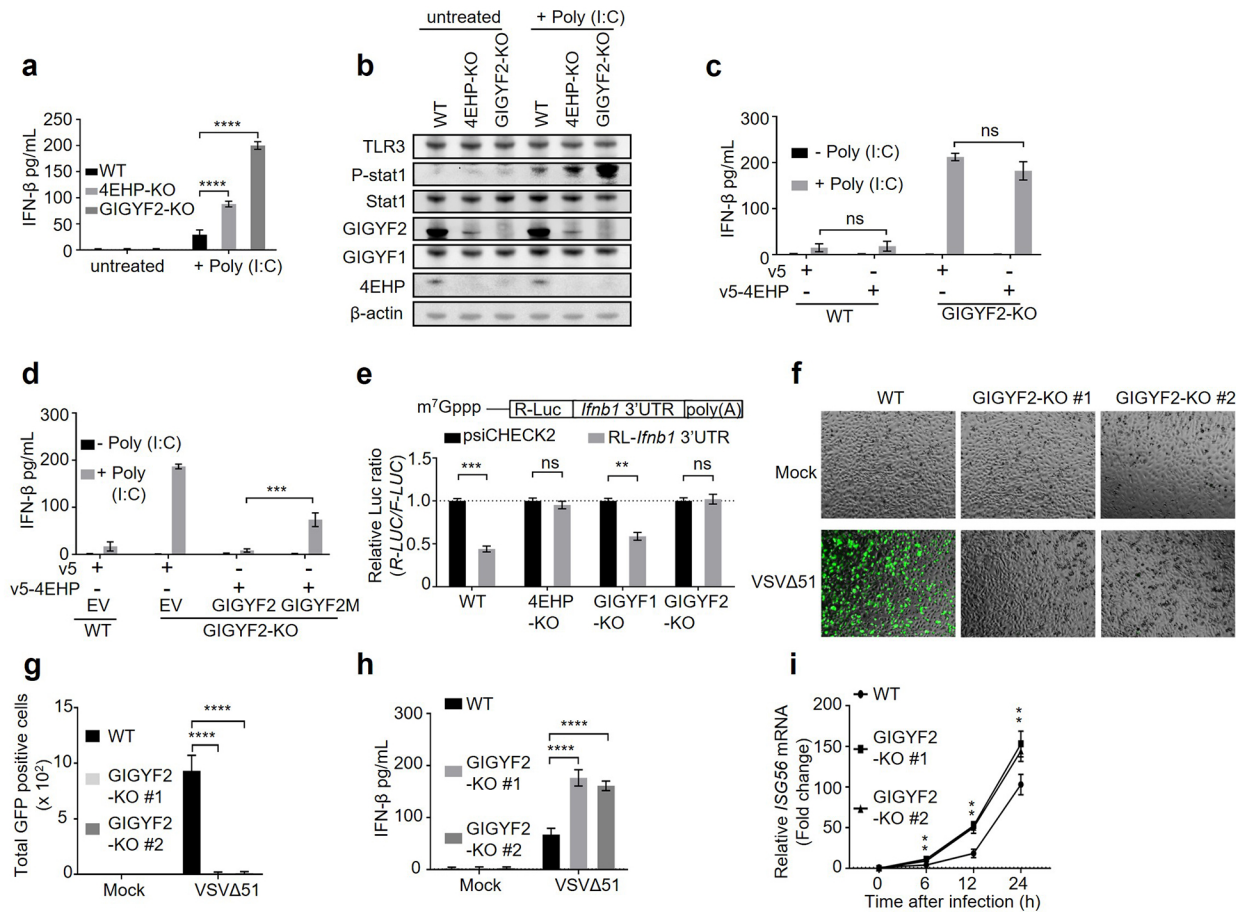 a
IFN-β pg/mL
250
200
150
100
50
0
WT
4EHP-KO
GIGYF2-KO
****
****
untreated
+ Poly (I:C)
b
untreated
+ Poly (I:C)
WT
4EHP-KO
GIGYF2-KO
WT
4EHP-KO
GIGYF2-KO
TLR3
P-stat1
Stat1
GIGYF2
GIGYF1
4EHP
β-actin
c
IFN-β pg/mL
300
200
100
0
- Poly (I:C)
+ Poly (I:C)
ns
ns
v5 + - + -
v5-4EHP - + - +
WT
GIGYF2-KO
d
IFN-β pg/mL
300
200
100
0
- Poly (I:C)
+ Poly
(I:C)
***
v5 + + - -
v5-4EHP - - + +
EV EV GIGYF2 GIGYF2M
WT
GIGYF2-KO
e
m7Gppp
R-Luc
Ifnb1 3'UTR
poly(A)
psiCHECK2
RL-Ifnb1 3'UTR
Relative Luc ratio
(R-LUC/F-LUC)
1.5
1.0
0.5
0
***
ns
**
ns
WT
4EHP
-KO
GIGYF1
-KO
GIGYF2
-KO
f
WT
GIGYF2-KO #1
GIGYF2-KO #2
Mock
VSVΔ51
g
Total GFP positive cells
(x 102)
15
10
5
0
WT
GIGYF2
-KO #1
GIGYF2
-KO #2
****
****
Mock
VSVΔ51
h
IFN-β pg/mL
300
200
100
0
WT
GIGYF2
-KO #1
GIGYF2
-KO #2
****
****
Mock
VSVΔ51
i
Relative ISG56 mRNA
(Fold change)
200
150
100
50
0
WT
GIGYF2
-KO #1
GIGYF2
-KO #2
**
**
**
0
6
12
24
Time after infection (h)